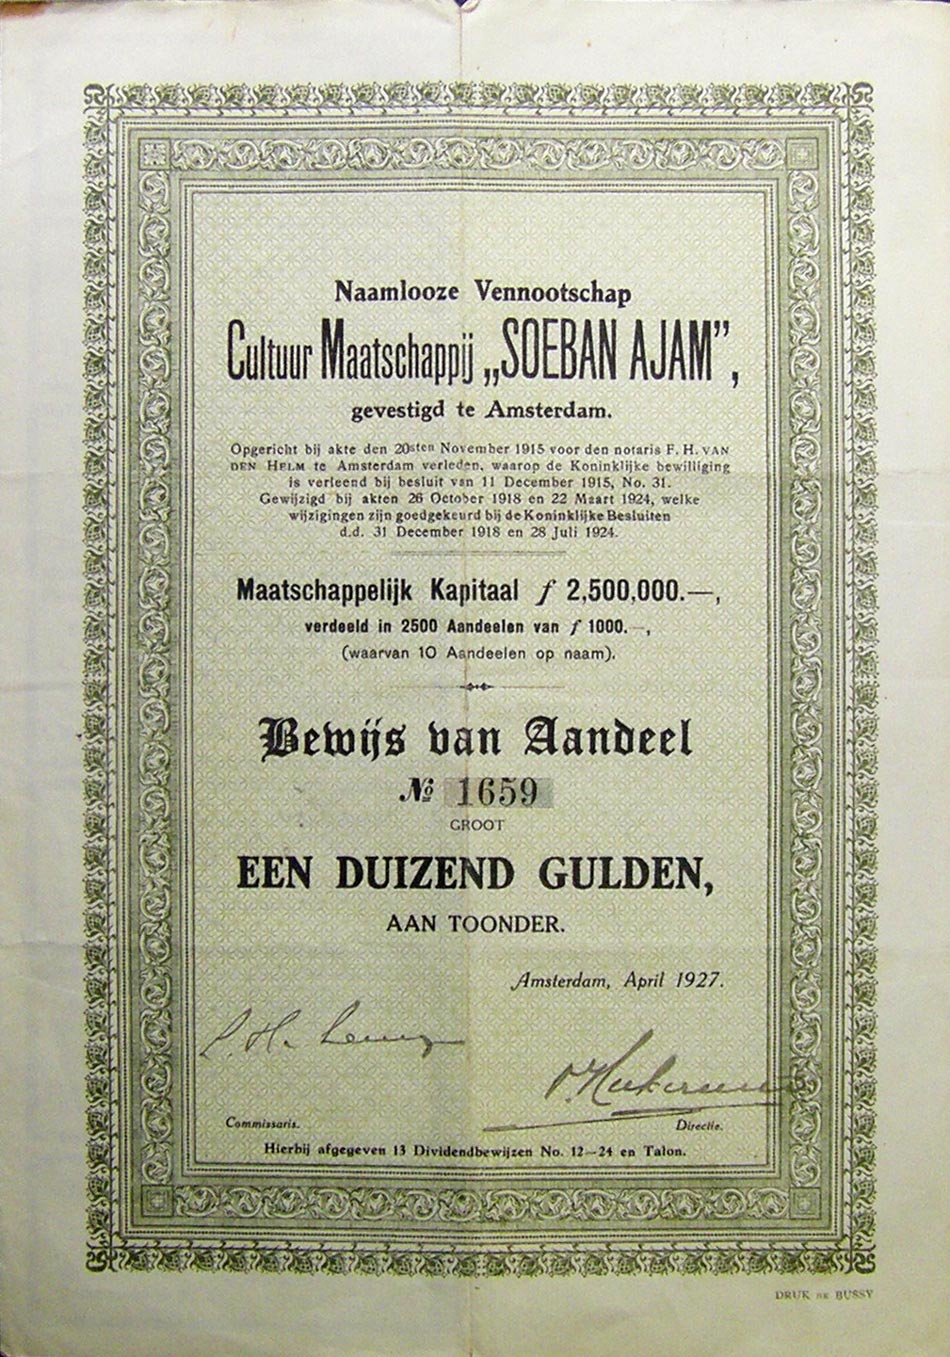 Naamlooze Vennootschap
Cultuur Maatschappij „SOEBAN AJAM”,
gevestigd te Amsterdam.
Opgericht bij akte den 20sten November 1915 voor den notaris F. H. VAN
DEN HELM te Amsterdam verleden, waarop de Koninklijke bewilliging
is verleend bij besluit van 11 December 1915, No. 31.
Gewijzigd bij akten 26 October 1918 en 22 Maart 1924, welke
wijzigingen zijn goedgekeurd bij de Koninklijke Besluiten
d.d. 31 December 1918 en 28 Juli 1924.
Maatschappelijk Kapitaal ƒ 2,500,000.—,
verdeeld in 2500 Aandeelen van ƒ 1000.—,
(waarvan 10 Aandeelen op naam).
Bewijs van Aandeel
No 1659
GROOT
EEN DUIZEND GULDEN,
AAN TOONDER.
Amsterdam, April 1927.
Commissaris.
Directie.
Hierbij afgegeven 13 Dividendbewijzen No. 12—24 en Talon.
DRUK DE BUSSY